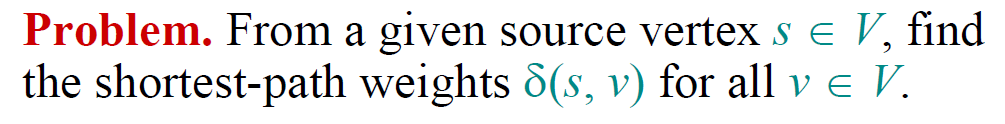 Problem. From a given source vertex s ∈ V, find
the shortest-path weights δ(s, v) for all v ∈ V.